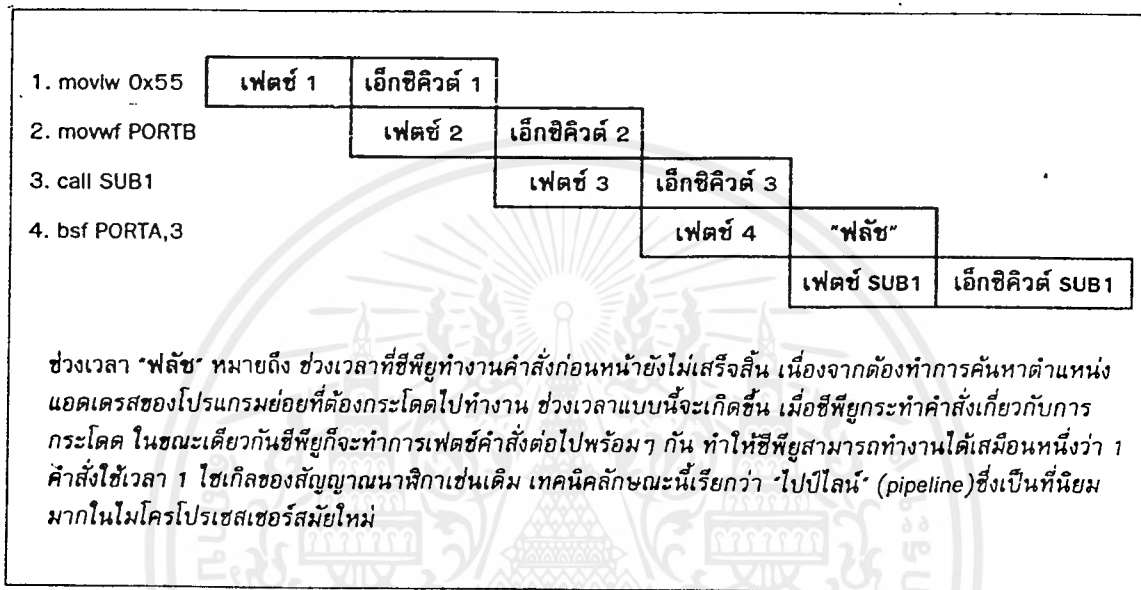 1. movlw 0x55 เฟตช์ 1 เอ็กซิคิวต์ 1
2. movwf PORTB เฟตช์ 2 เอ็กซิคิวต์ 2
3. call SUB1 เฟตช์ 3 เอ็กซิคิวต์ 3
4. bsf PORTA,3 เฟตช์ 4 "ฟลัช"
เฟตช์ SUB1 เอ็กซิคิวต์ SUB1
ช่วงเวลา "ฟลัช" หมายถึง ช่วงเวลาที่ซีพียูทำงานคำสั่งก่อนหน้ายังไม่เสร็จสิ้น เนื่องจากต้องทำการค้นหาตำแหน่ง
แอดเดรสของโปรแกรมย่อยที่ต้องกระโดดไปทำงาน ช่วงเวลาแบบนี้จะเกิดขึ้น เมื่อซีพียูกระทำคำสั่งเกี่ยวกับการ
กระโดด ในขณะเดียวกันซีพียูก็จะทำการเฟตช์คำสั่งต่อไปพร้อมๆ กัน ทำให้ซีพียูสามารถทำงานได้เสมือนหนึ่งว่า 1
คำสั่งใช้เวลา 1 ไซเกิลของสัญญาณนาฬิกาเช่นเดิม เทคนิคลักษณะนี้เรียกว่า "ไปป์ไลน์" (pipeline)ซึ่งเป็นที่นิยม
มากในไมโครโปรเซสเซอร์สมัยใหม่